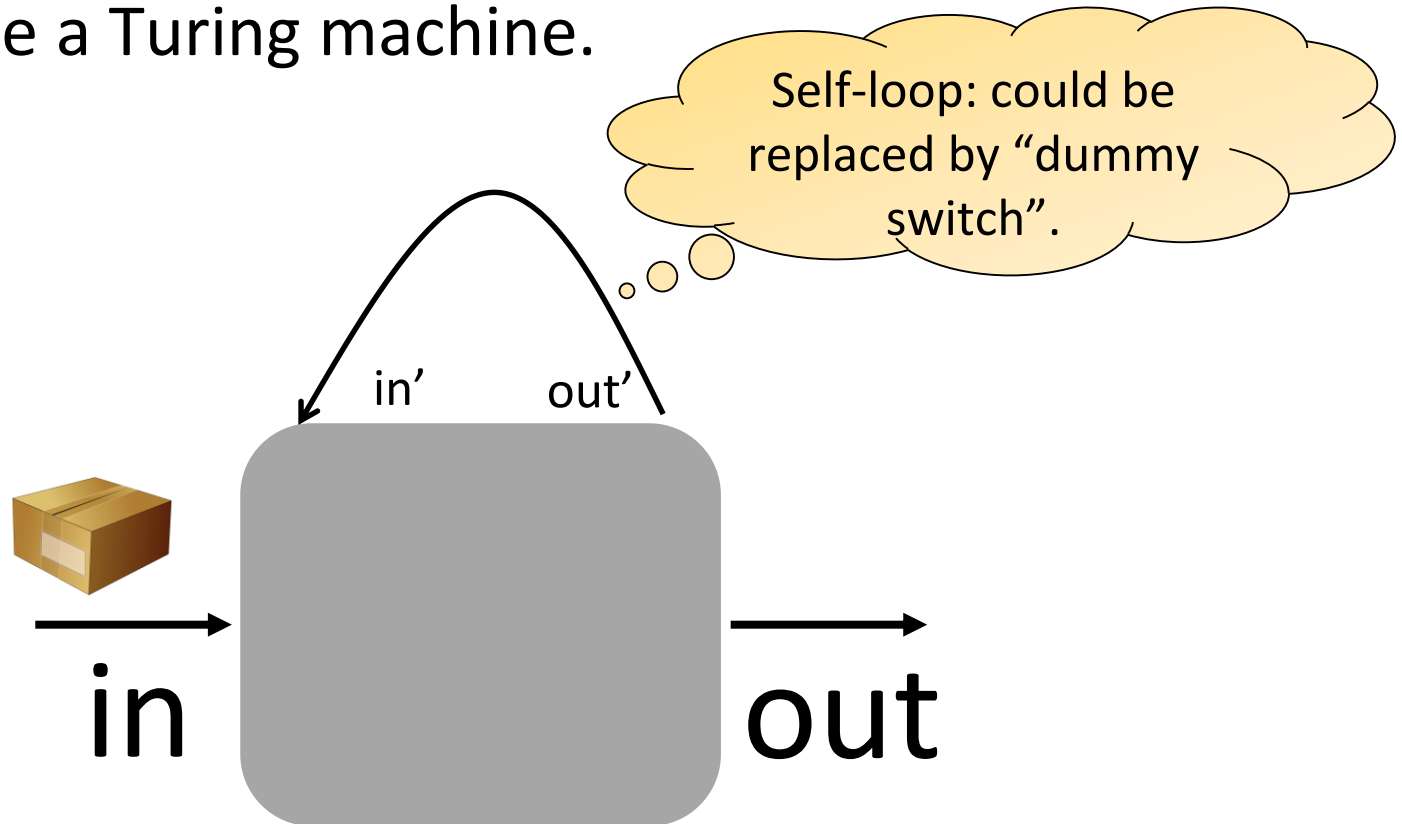 e a Turing machine.
Self-loop: could be
replaced by “dummy
switch”.
in’ out’
in out